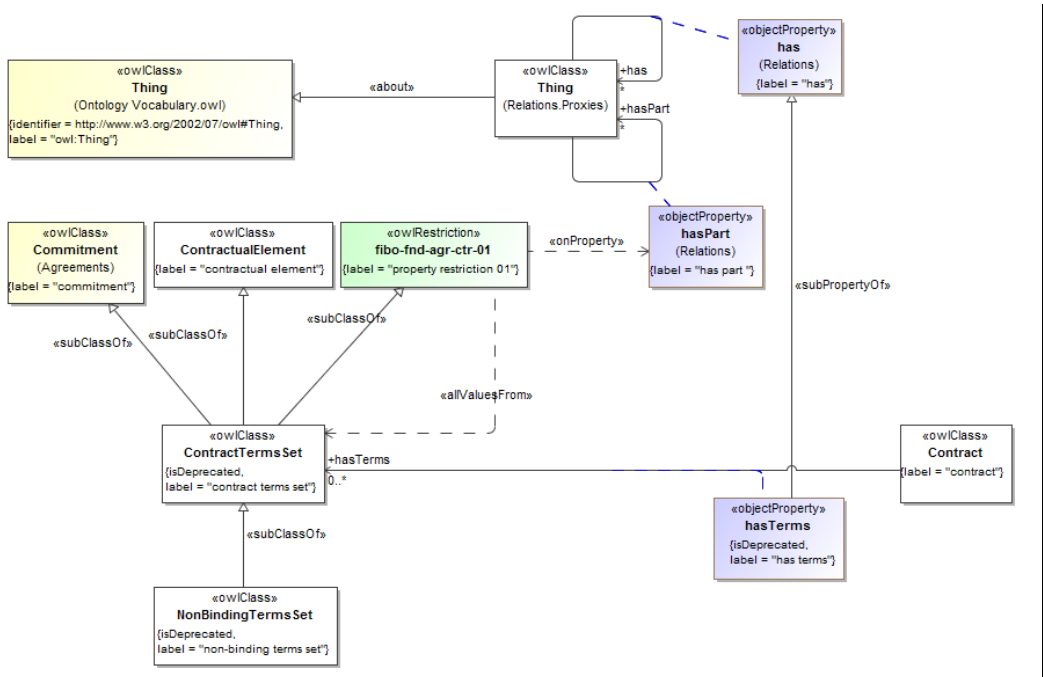 «objectProperty»
has
(Relations)
{label = "has"}
«owlClass»
Thing
(Ontology Vocabulary.owl)
{identifier = http://www.w3.org/2002/07/owl#Thing,
label = "owl:Thing"}
«about»
«owlClass»
Thing
(Relations.Proxies)
+has
*
+hasPart
*
«owlClass»
Commitment
(Agreements)
{label = "commitment"}
«owlClass»
ContractualElement
{label = "contractual element"}
«owlRestriction»
fibo-fnd-agr-ctr-01
{label = "property restriction 01"}
«onProperty»
«objectProperty»
hasPart
(Relations)
{label = "has part "}
«subPropertyOf»
«subClassOf»
«subClassOf»
«subClassOf»
«allValuesFrom»
«owlClass»
ContractTermsSet
{isDeprecated,
label = "contract terms set"}
+hasTerms
0..*
«owlClass»
Contract
{label = "contract"}
«objectProperty»
hasTerms
{isDeprecated,
label = "has terms"}
«subClassOf»
«owlClass»
NonBindingTermsSet
{isDeprecated,
label = "non-binding terms set"}